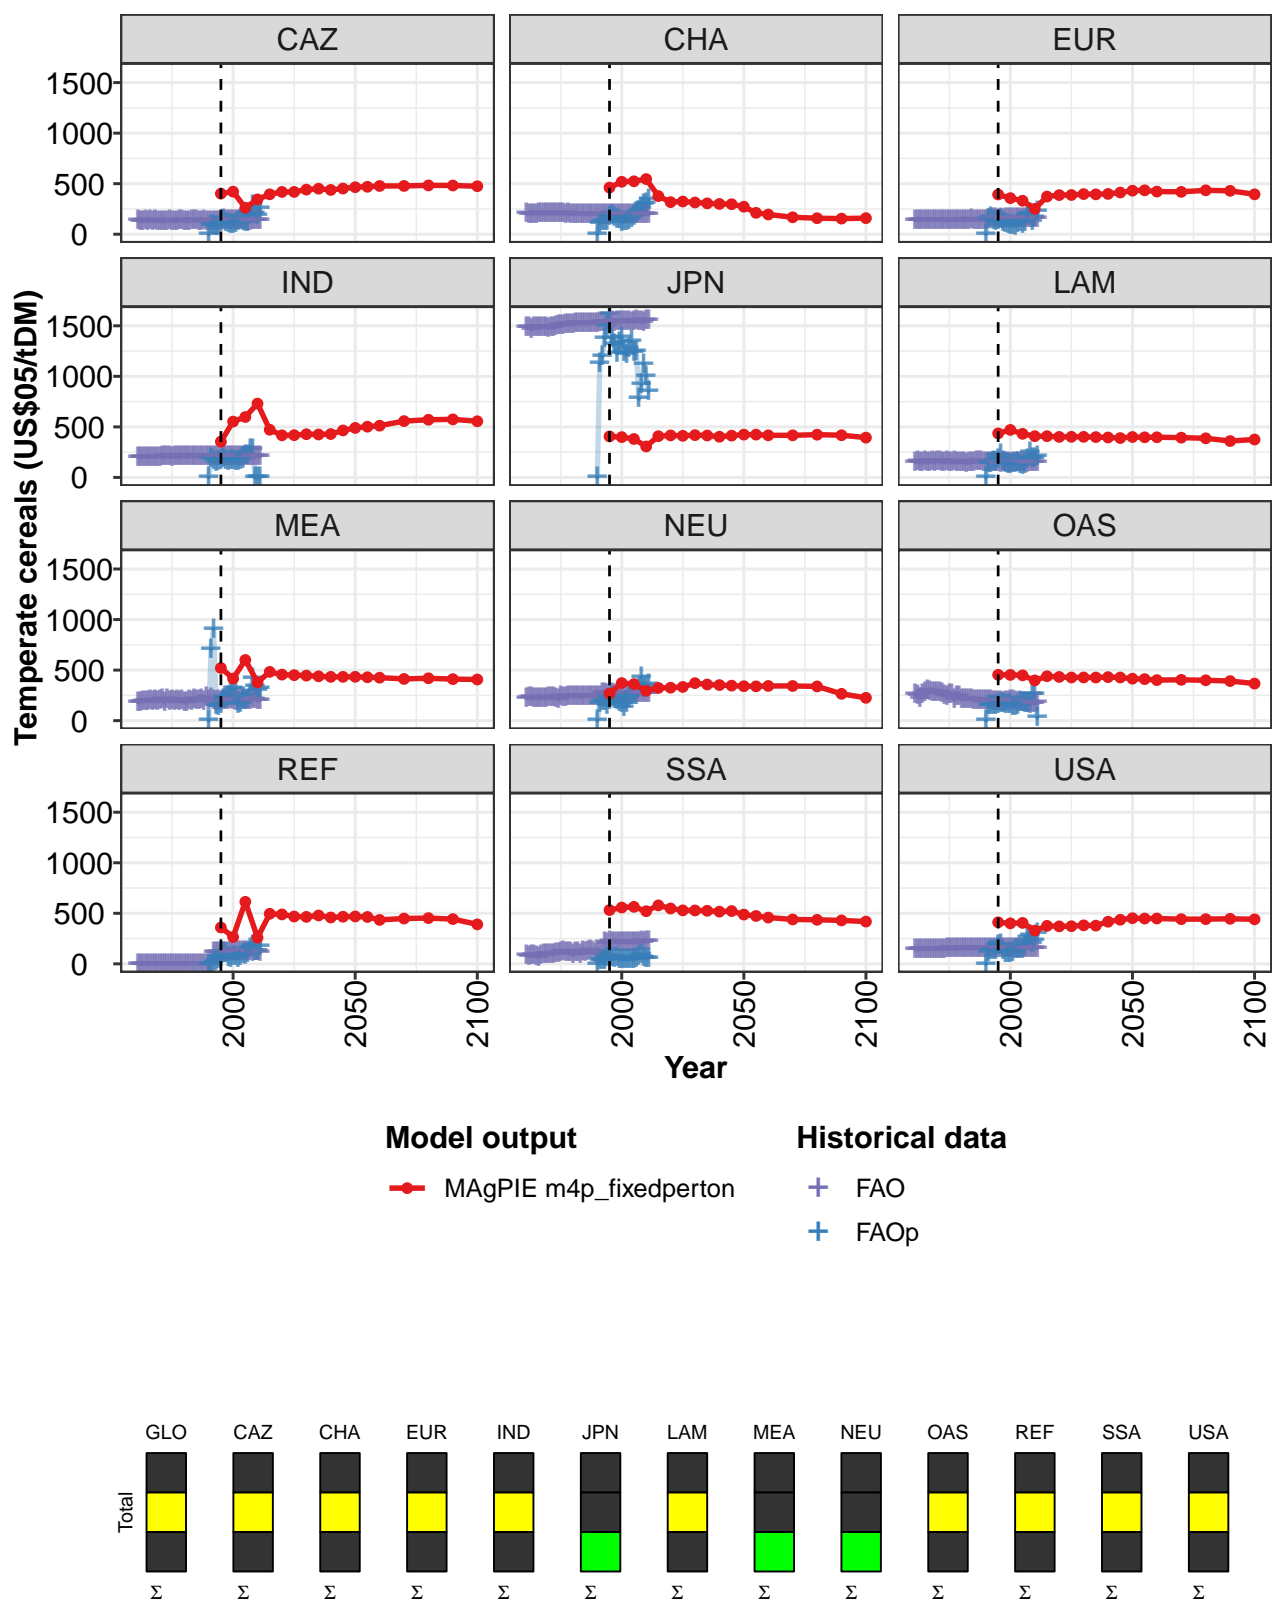 CAZ CHA EUR
1500
1000
500
0
IND JPN LAM
1500
1000
500
0
MEA NEU OAS
1500
1000
500
0
REF SSA USA
1500
1000
500
0
Temperate cereals (US$05/tDM)
2000 2050 2100 2000 2050 2100 2000 2050 2100
Year
Model output Historical data
MAgPIE m4p_fixedperton FAO
FAOp
GLO CAZ CHA EUR IND JPN LAM MEA NEU OAS REF SSA USA
Total
Σ Σ Σ Σ Σ Σ Σ Σ Σ Σ Σ Σ Σ